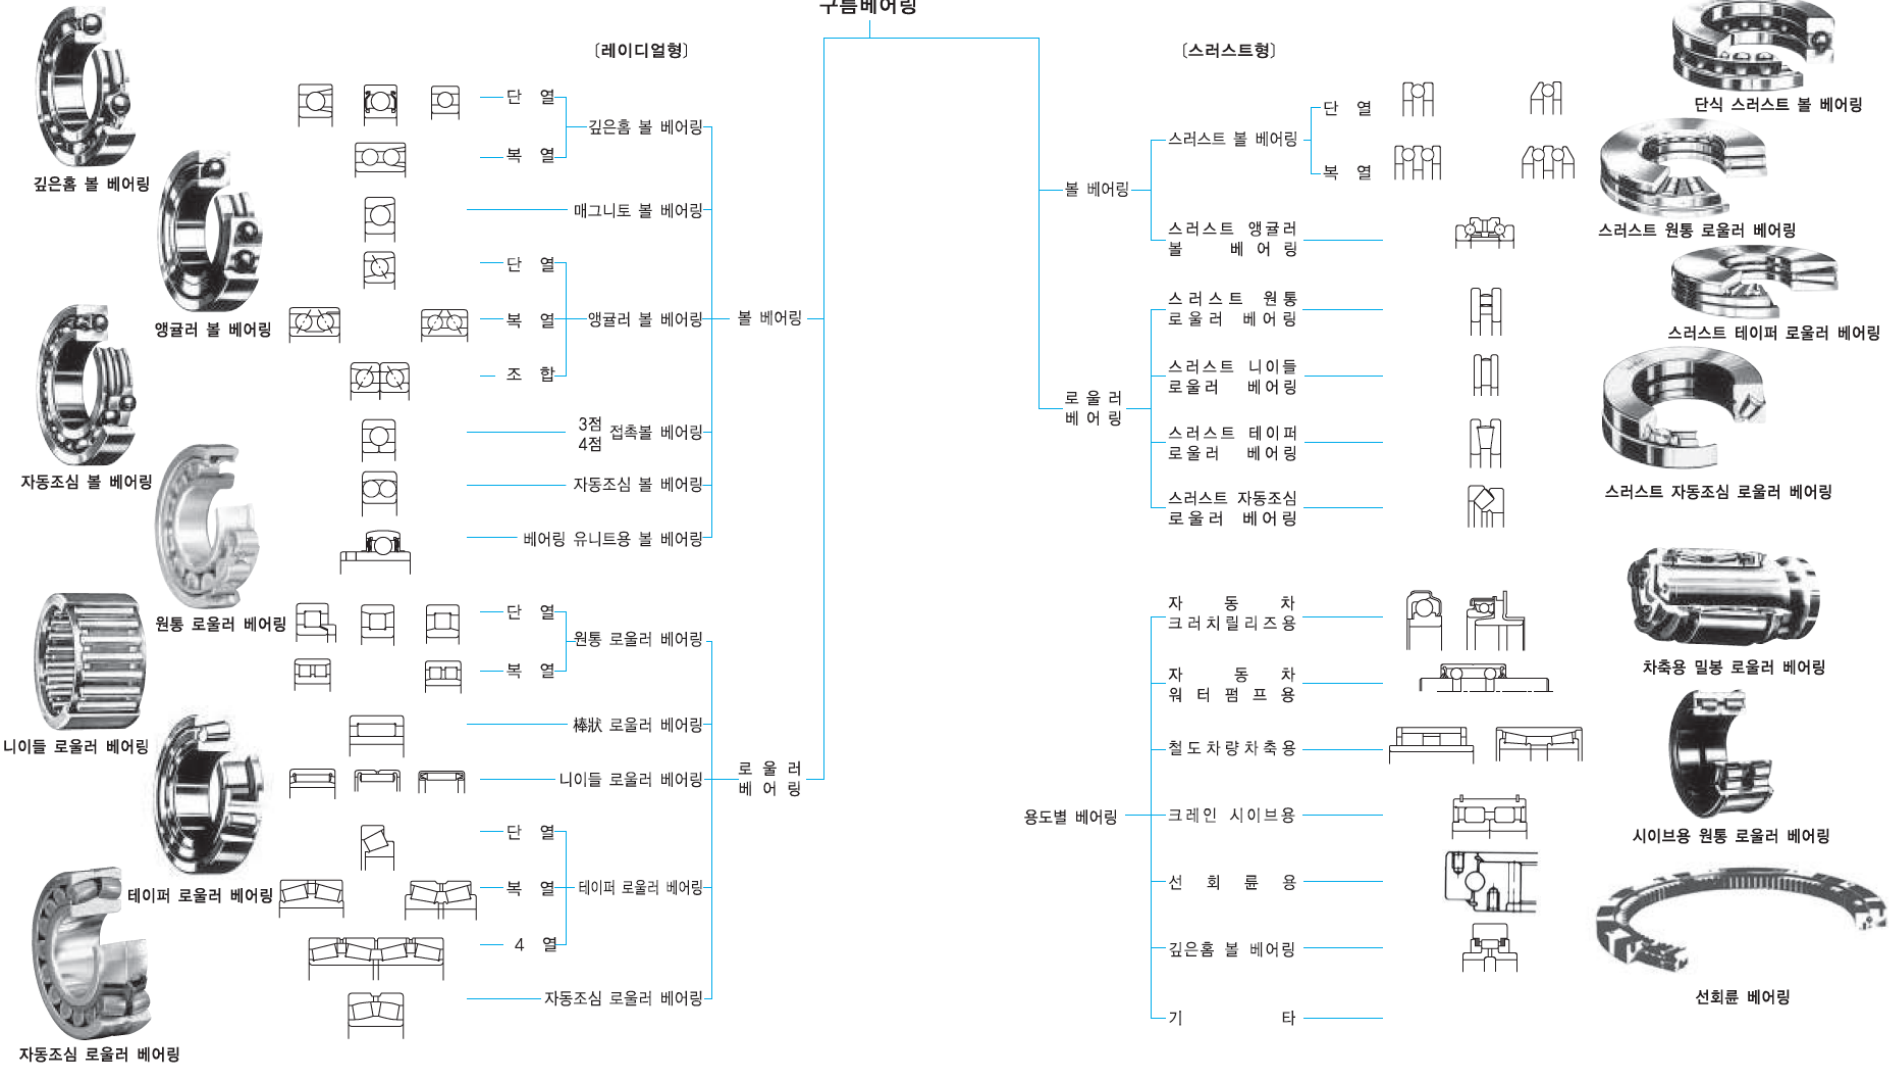 구름베어링
〔레이디얼형〕
단 열
깊은홈 볼 베어링
복 열
매그니토 볼 베어링
단 열
복 열
앵귤러 볼 베어링
조 합
볼 베어링
3점
4점
접촉볼 베어링
자동조심 볼 베어링
베어링 유니트용 볼 베어링
단 열
원통 로울러 베어링
복 열
棒狀 로울러 베어링
니이들 로울러 베어링
로 울 러
베 어 링
단 열
복 열
테이퍼 로울러 베어링
4 열
자동조심 로울러 베어링
깊은홈 볼 베어링
앵귤러 볼 베어링
자동조심 볼 베어링
원통 로울러 베어링
니이들 로울러 베어링
테이퍼 로울러 베어링
자동조심 로울러 베어링
〔스러스트형〕
단 열
스러스트 볼 베어링
복 열
볼 베어링
스러스트 앵귤러
볼 베 어 링
스 러 스 트 원 통
로울러 베어링
스러스트 니이들
로울러 베어링
로 울 러
베 어 링
스러스트 테이퍼
로울러 베어링
스러스트 자동조심
로울러 베어링
자 동 차
크러치릴리즈용
자 동 차
워 터 펌 프 용
철도차량차축용
용도별 베어링
크레인 시이브용
선 회 륜 용
깊은홈 볼 베어링
기 타
단식 스러스트 볼 베어링
스러스트 원통 로울러 베어링
스러스트 테이퍼 로울러 베어링
스러스트 자동조심 로울러 베어링
차축용 밀봉 로울러 베어링
시이브용 원통 로울러 베어링
선회륜 베어링